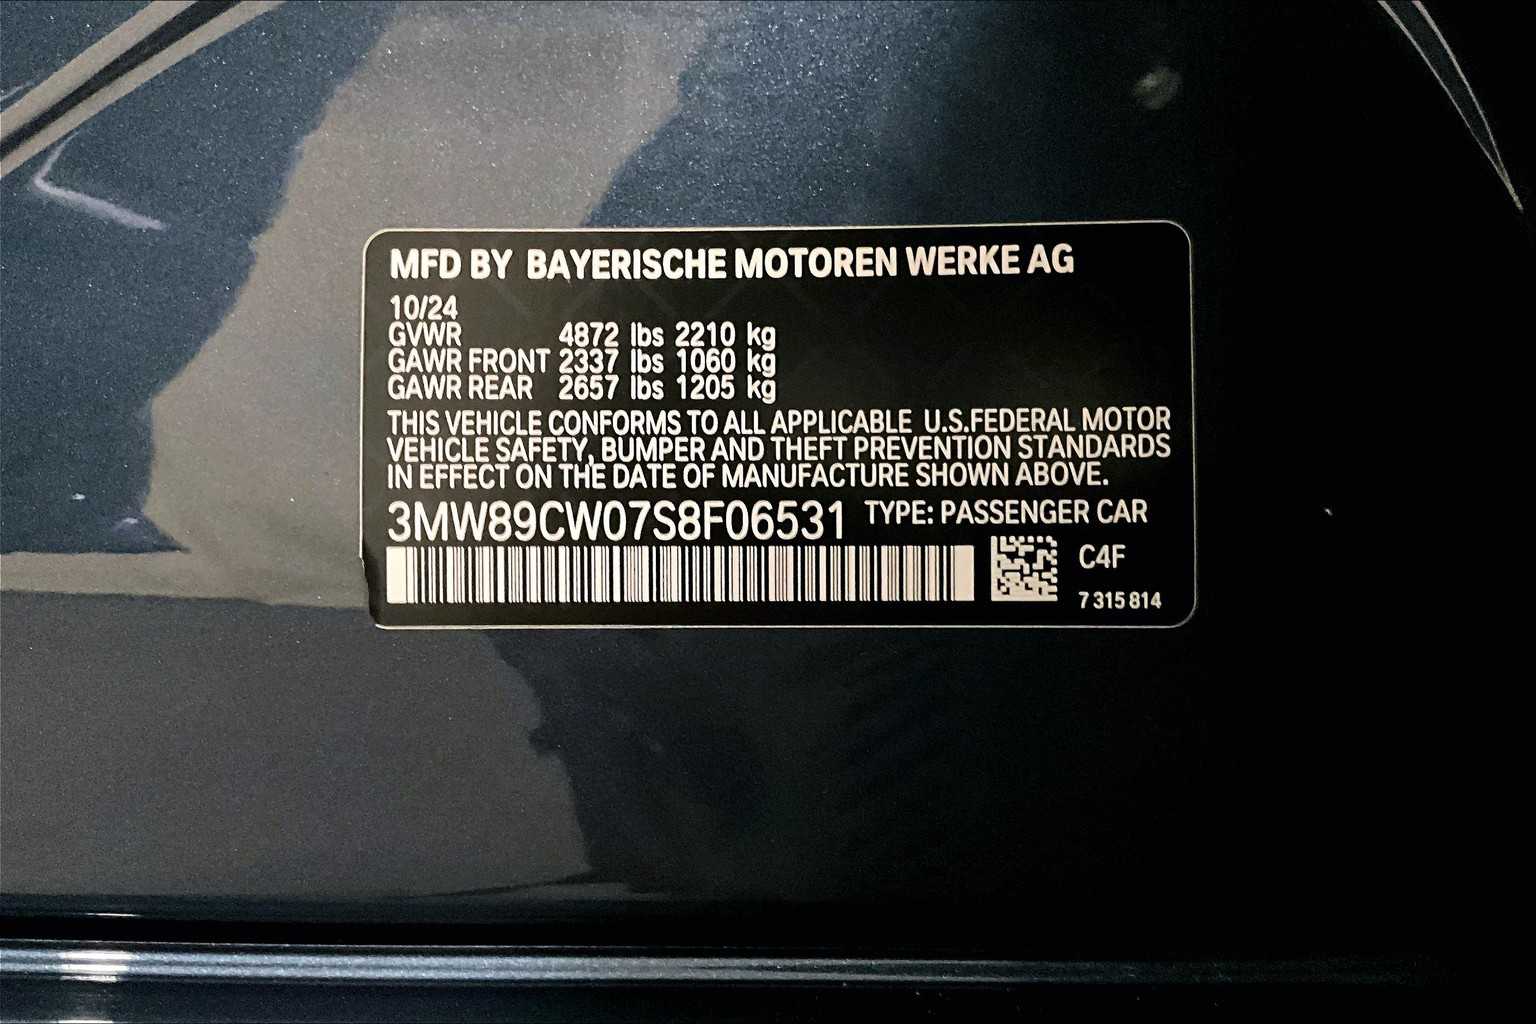 MFD BY BAYERISCHE MOTOREN WERKE AG
10/24
GVWR 4872 lbs 2210 kg
GAWR FRONT 2337 lbs 1060 kg
GAWR REAR 2657 lbs 1205 kg
THIS VEHICLE CONFORMS TO ALL APPLICABLE U.S.FEDERAL MOTOR
VEHICLE SAFETY, BUMPER AND THEFT PREVENTION STANDARDS
IN EFFECT ON THE DATE OF MANUFACTURE SHOWN ABOVE.
3MW89CW07S8F06531 TYPE: PASSENGER CAR
C4F
7 315 814